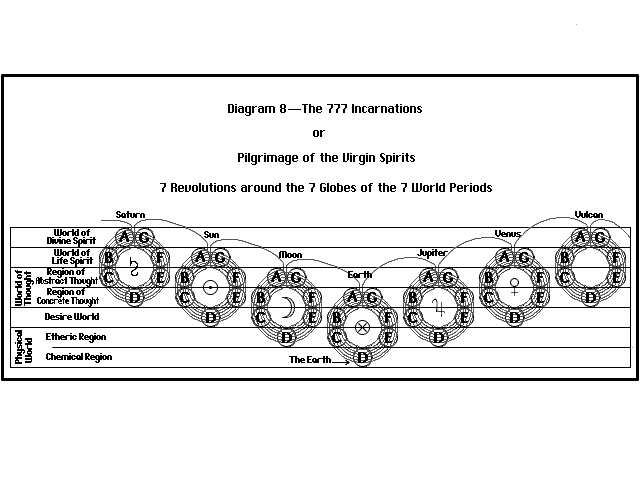 Diagram 8—The 777 Incarnations
or
Pilgrimage of the Virgin Spirits
7 Revolutions around the 7 Globes of the 7 World Periods
Saturn
Sun
Moon
Earth
Jupiter
Venus
Vulcan
World of
Divine Spirit
World of
Life Spirit
World of
Thought
Region of
Abstract Thought
Region of
Concrete Thought
Desire World
Physical
World
Etheric Region
Chemical Region
The Earth
A G
B F
C E
D
A G
B F
C E
D
A G
B F
C E
D
A G
B F
C E
D
A G
B F
C E
D
A G
B F
C E
D
A G
B F
C E
D